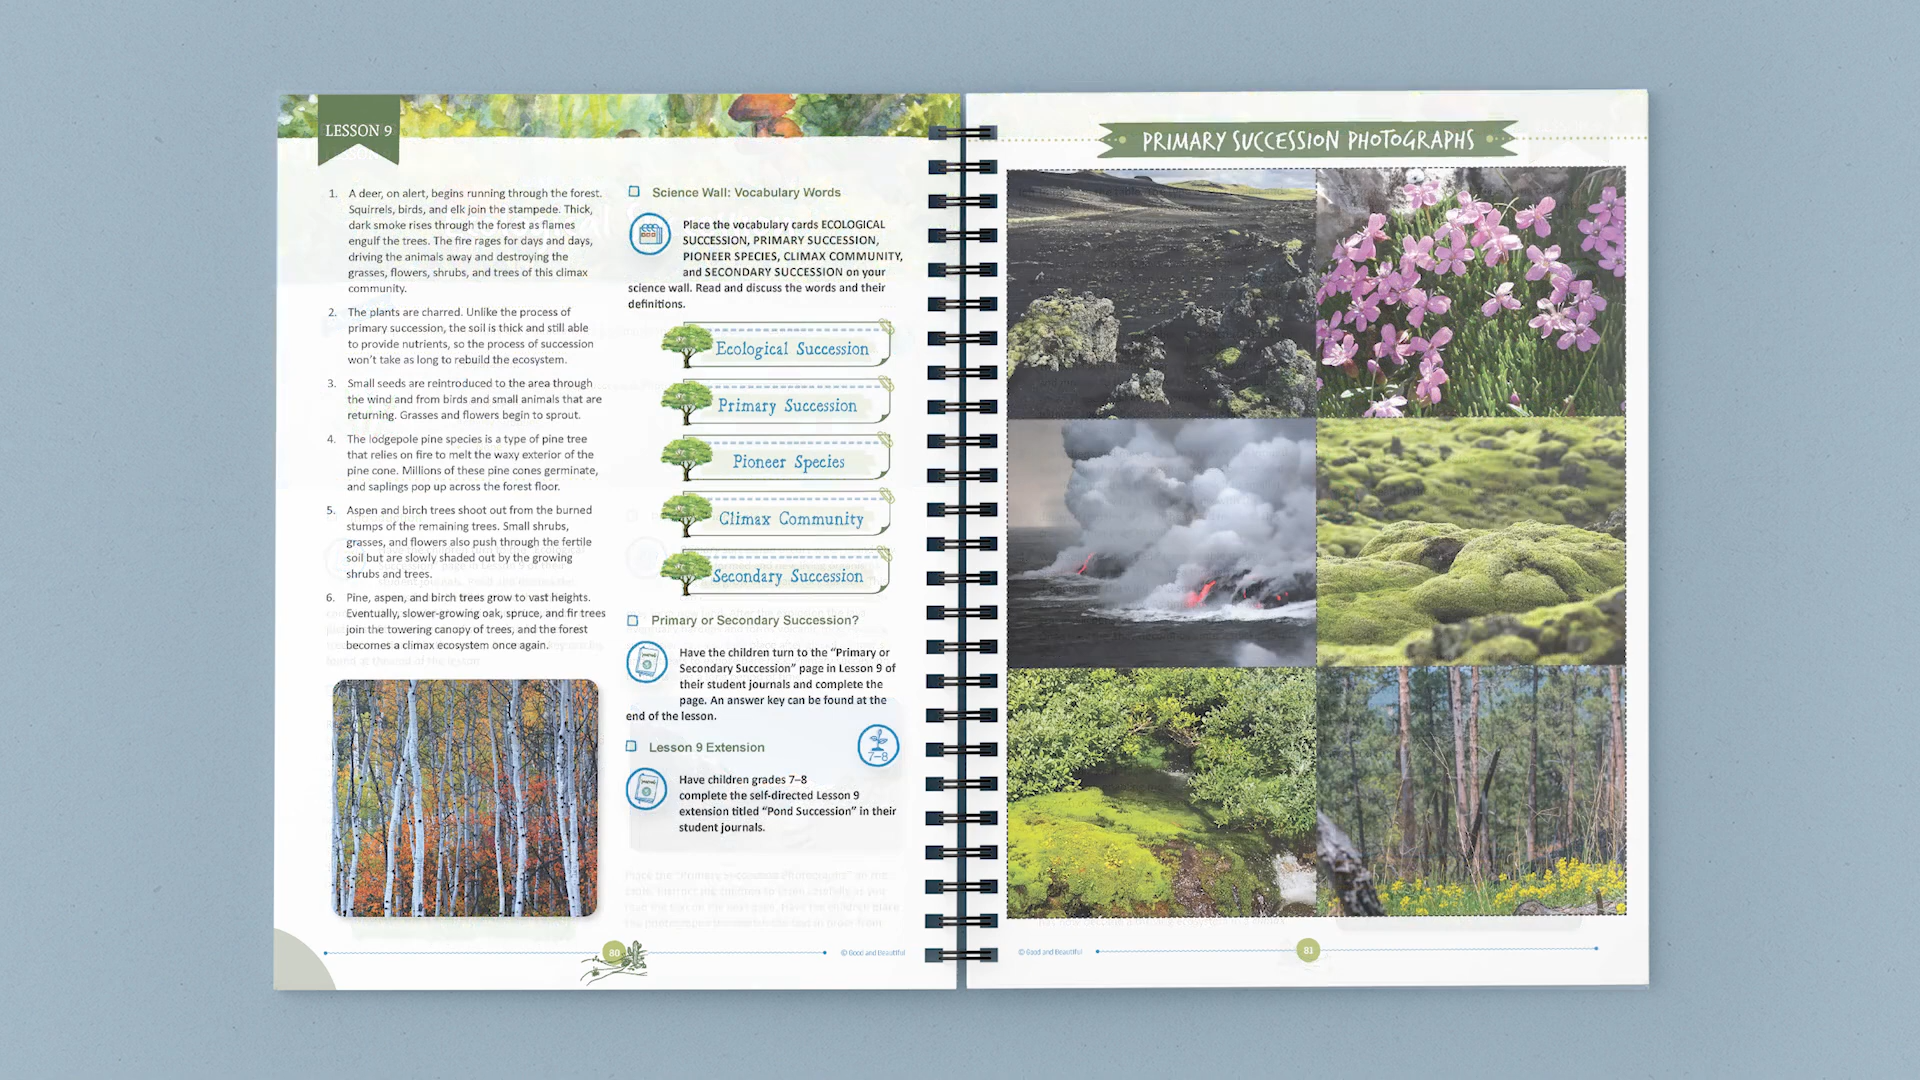 LESSON 9
1. A deer, on alert, begins running through the forest.
Squirrels, birds, and elk join the stampede. Thick,
dark smoke rises through the forest as flames
engulf the trees. The fire rages for days and days,
driving the animals away and destroying the
grasses, flowers, shrubs, and trees of this climax
community.
2. The plants are charred. Unlike the process of
primary succession, the soil is thick and still able
to provide nutrients, so the process of succession
won't take as long to rebuild the ecosystem.
3. Small seeds are reintroduced to the area through
the wind and from birds and small animals that are
returning. Grasses and flowers begin to sprout.
4. The lodgepole pine species is a type of pine tree
that relies on fire to melt the waxy exterior of the
pine cone. Millions of these pine cones germinate,
and saplings pop up across the forest floor.
5. Aspen and birch trees shoot out from the burned
stumps of the remaining trees. Small shrubs,
grasses, and flowers also push through the fertile
soil but are slowly shaded out by the growing
shrubs and trees.
6. Pine, aspen, and birch trees grow to vast heights.
Eventually, slower-growing oak, spruce, and fir trees
join the towering canopy of trees, and the forest
becomes a climax ecosystem once again.
Science Wall: Vocabulary Words
Place the vocabulary cards ECOLOGICAL
SUCCESSION, PRIMARY SUCCESSION,
PIONEER SPECIES, CLIMAX COMMUNITY,
and SECONDARY SUCCESSION on your
science wall. Read and discuss the words and their
definitions.
Ecological Succession
Primary Succession
Pioneer Species
Climax Community
Secondary Succession
Primary or Secondary Succession?
Have the children turn to the “Primary or
Secondary Succession” page in Lesson 9 of
their student journals and complete the
page. An answer key can be found at the
end of the lesson.
Lesson 9 Extension
7–8
Have children grades 7–8
complete the self-directed Lesson 9
extension titled “Pond Succession” in their
student journals.
80
© Good and Beautiful
PRIMARY SUCCESSION PHOTOGRAPHS
© Good and Beautiful
81